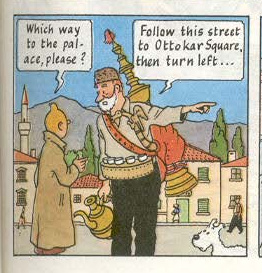 Which way
to the pal-
ace, please?
Follow this street
to Ottokar Square,
then turn left...